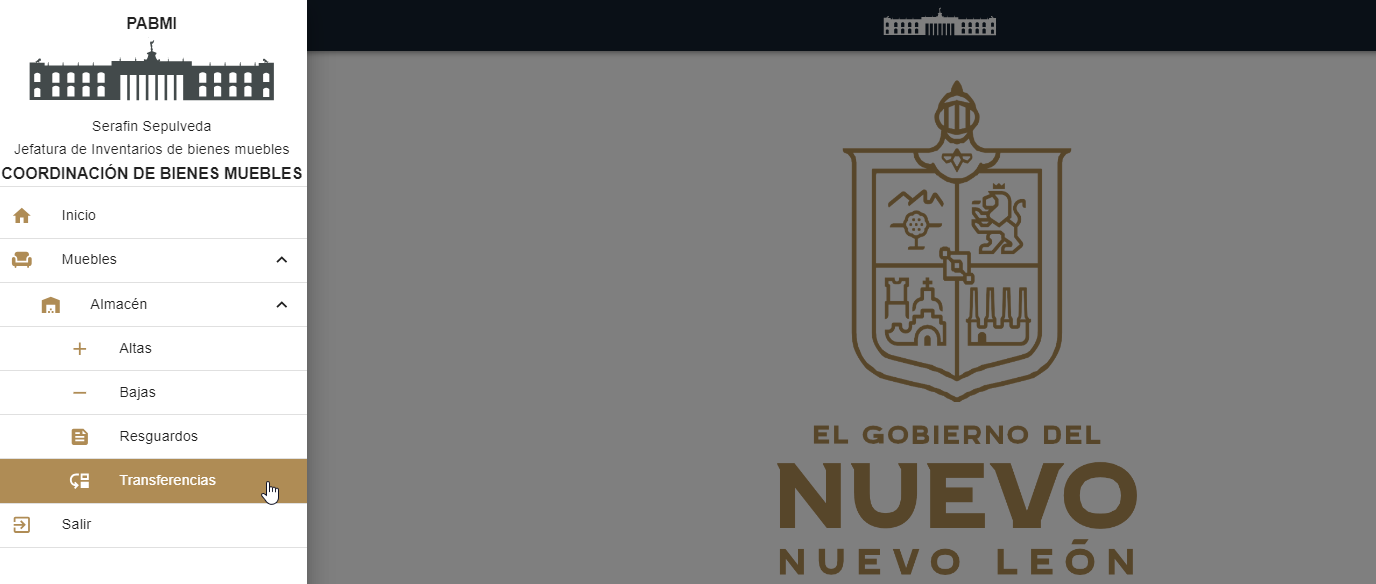 PABMI
Serafin Sepulveda
Jefatura de Inventarios de bienes muebles
COORDINACIÓN DE BIENES MUEBLES
Inicio
Muebles
Almacén
Altas
Bajas
Resguardos
Transferencias
Salir
EL GOBIERNO DEL
NUEVO
NUEVO LEÓN